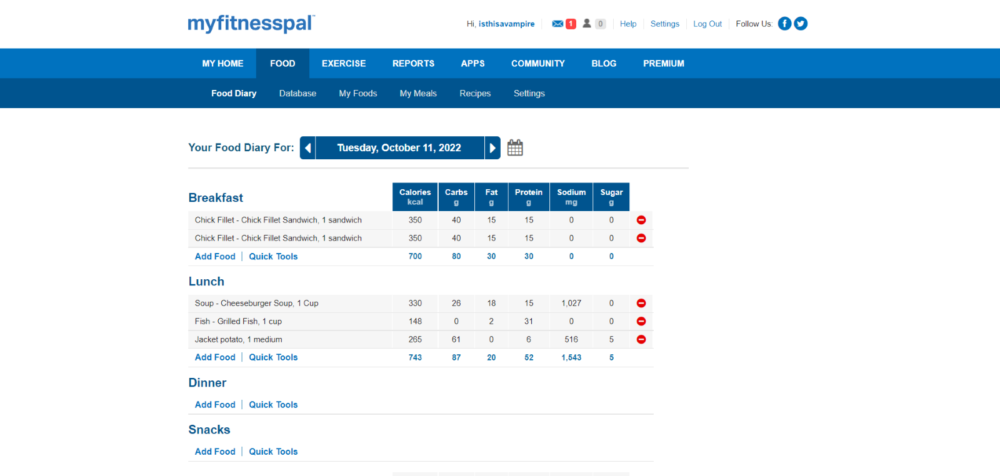 myfitnesspal™
Hi, isthisavampire 1 0 Help Settings Log Out Follow Us:
MY HOME FOOD EXERCISE REPORTS APPS COMMUNITY BLOG PREMIUM
Food Diary Database My Foods My Meals Recipes Settings
Your Food Diary For: Tuesday, October 11, 2022
Breakfast Calories kcal Carbs g Fat g Protein g Sodium mg Sugar g
Chick Fillet - Chick Fillet Sandwich, 1 sandwich 350 40 15 15 0 0
Chick Fillet - Chick Fillet Sandwich, 1 sandwich 350 40 15 15 0 0
Add Food | Quick Tools 700 80 30 30 0 0
Lunch
Soup - Cheeseburger Soup, 1 Cup 330 26 18 15 1,027 0
Fish - Grilled Fish, 1 cup 148 0 2 31 0 0
Jacket potato, 1 medium 265 61 0 6 516 5
Add Food | Quick Tools 743 87 20 52 1,543 5
Dinner
Add Food | Quick Tools
Snacks
Add Food | Quick Tools